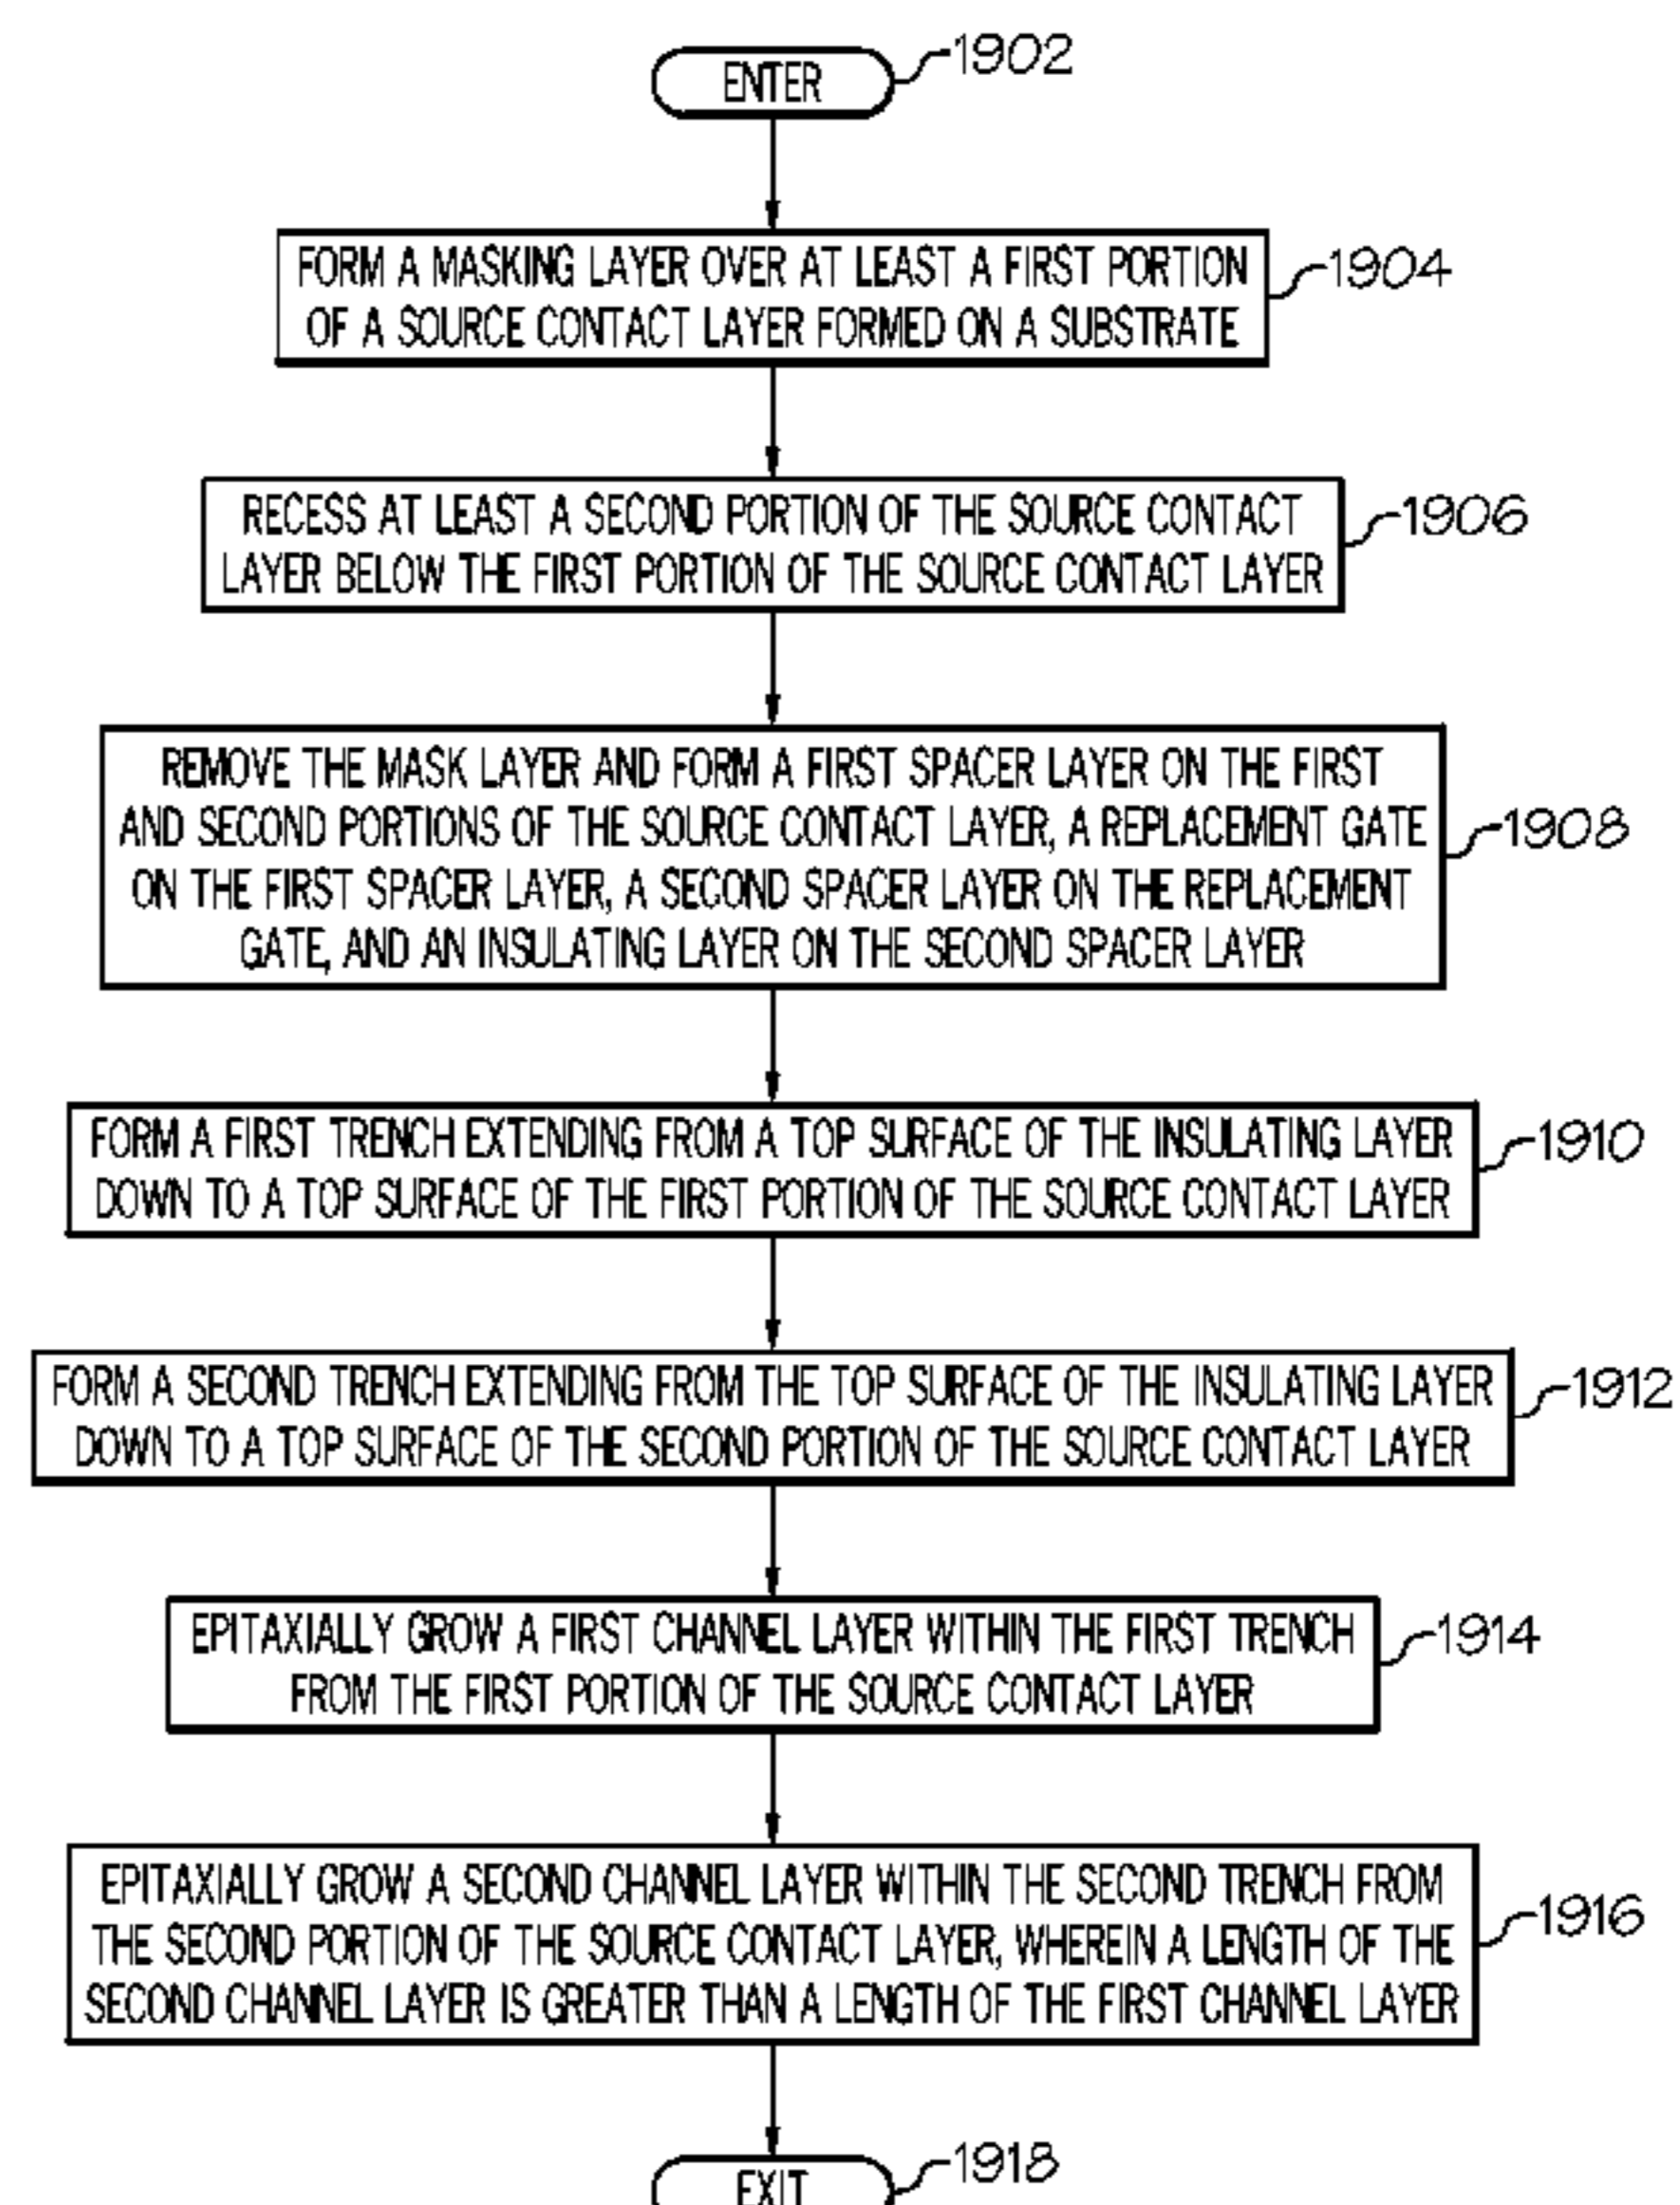 ENTER
1902
FORM A MASKING LAYER OVER AT LEAST A FIRST PORTION
OF A SOURCE CONTACT LAYER FORMED ON A SUBSTRATE
1904
RECESS AT LEAST A SECOND PORTION OF THE SOURCE CONTACT
LAYER BELOW THE FIRST PORTION OF THE SOURCE CONTACT LAYER
1906
REMOVE THE MASK LAYER AND FORM A FIRST SPACER LAYER ON THE FIRST
AND SECOND PORTIONS OF THE SOURCE CONTACT LAYER, A REPLACEMENT GATE
ON THE FIRST SPACER LAYER, A SECOND SPACER LAYER ON THE REPLACEMENT
GATE, AND AN INSULATING LAYER ON THE SECOND SPACER LAYER
1908
FORM A FIRST TRENCH EXTENDING FROM A TOP SURFACE OF THE INSULATING LAYER
DOWN TO A TOP SURFACE OF THE FIRST PORTION OF THE SOURCE CONTACT LAYER
1910
FORM A SECOND TRENCH EXTENDING FROM THE TOP SURFACE OF THE INSULATING LAYER
DOWN TO A TOP SURFACE OF THE SECOND PORTION OF THE SOURCE CONTACT LAYER
1912
EPITAXIALLY GROW A FIRST CHANNEL LAYER WITHIN THE FIRST TRENCH
FROM THE FIRST PORTION OF THE SOURCE CONTACT LAYER
1914
EPITAXIALLY GROW A SECOND CHANNEL LAYER WITHIN THE SECOND TRENCH FROM
THE SECOND PORTION OF THE SOURCE CONTACT LAYER, WHEREIN A LENGTH OF THE
SECOND CHANNEL LAYER IS GREATER THAN A LENGTH OF THE FIRST CHANNEL LAYER
1916
EXIT
1918